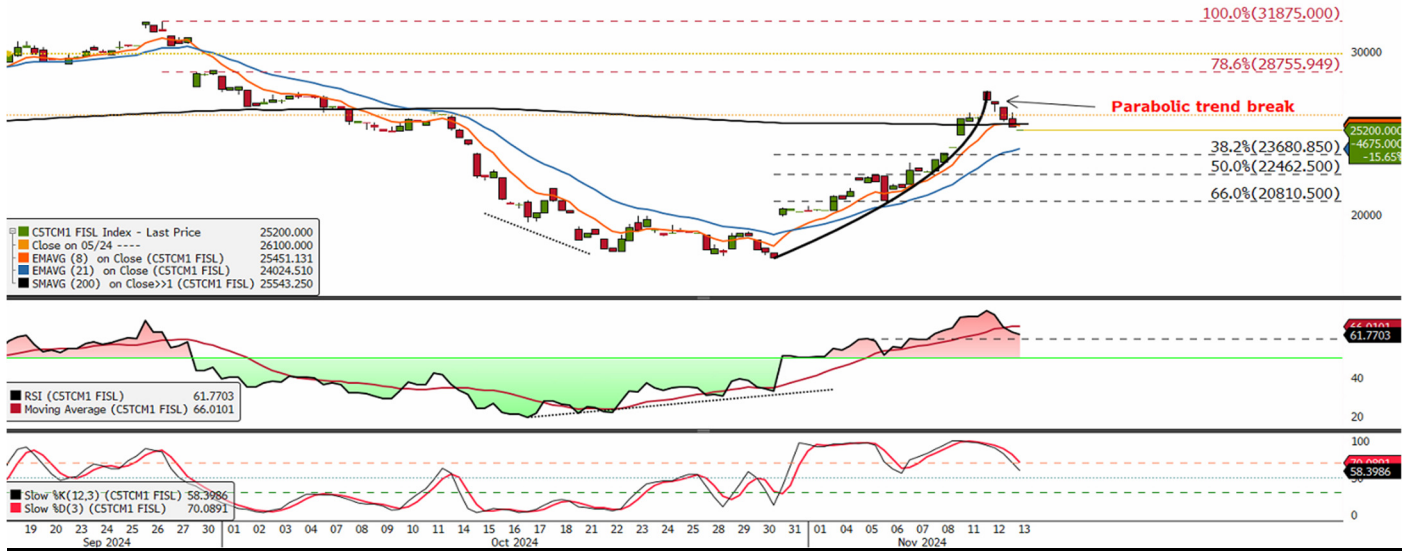 100.0%(31875.000)
30000
78.6%(28755.949)
Parabolic trend break
25200.000
-4675.000
-15.65%
38.2%(23680.850)
50.0%(22462.500)
66.0%(20810.500)
20000
C5TCM1 FISL Index - Last Price 25200.000
Close on 05/24 ---- 26100.000
EMAVG (8) on Close (C5TCM1 FISL) 25451.131
EMAVG (21) on Close (C5TCM1 FISL) 24024.510
SMAVG (200) on Close>>1 (C5TCM1 FISL) 25543.250
66.0101
61.7703
40
20
RSI (C5TCM1 FISL) 61.7703
Moving Average (C5TCM1 FISL) 66.0101
100
70.0891
58.3986
50
0
Slow %K(12,3) (C5TCM1 FISL) 58.3986
Slow %D(3) (C5TCM1 FISL) 70.0891
19 20 23 24 25 26 27 30 01 02 03 04 07 08 09 10 11 14 15 16 17 18 21 22 23 24 25 28 29 30 31 01 04 05 06 07 08 11 12 13
Sep 2024 Oct 2024 Nov 2024